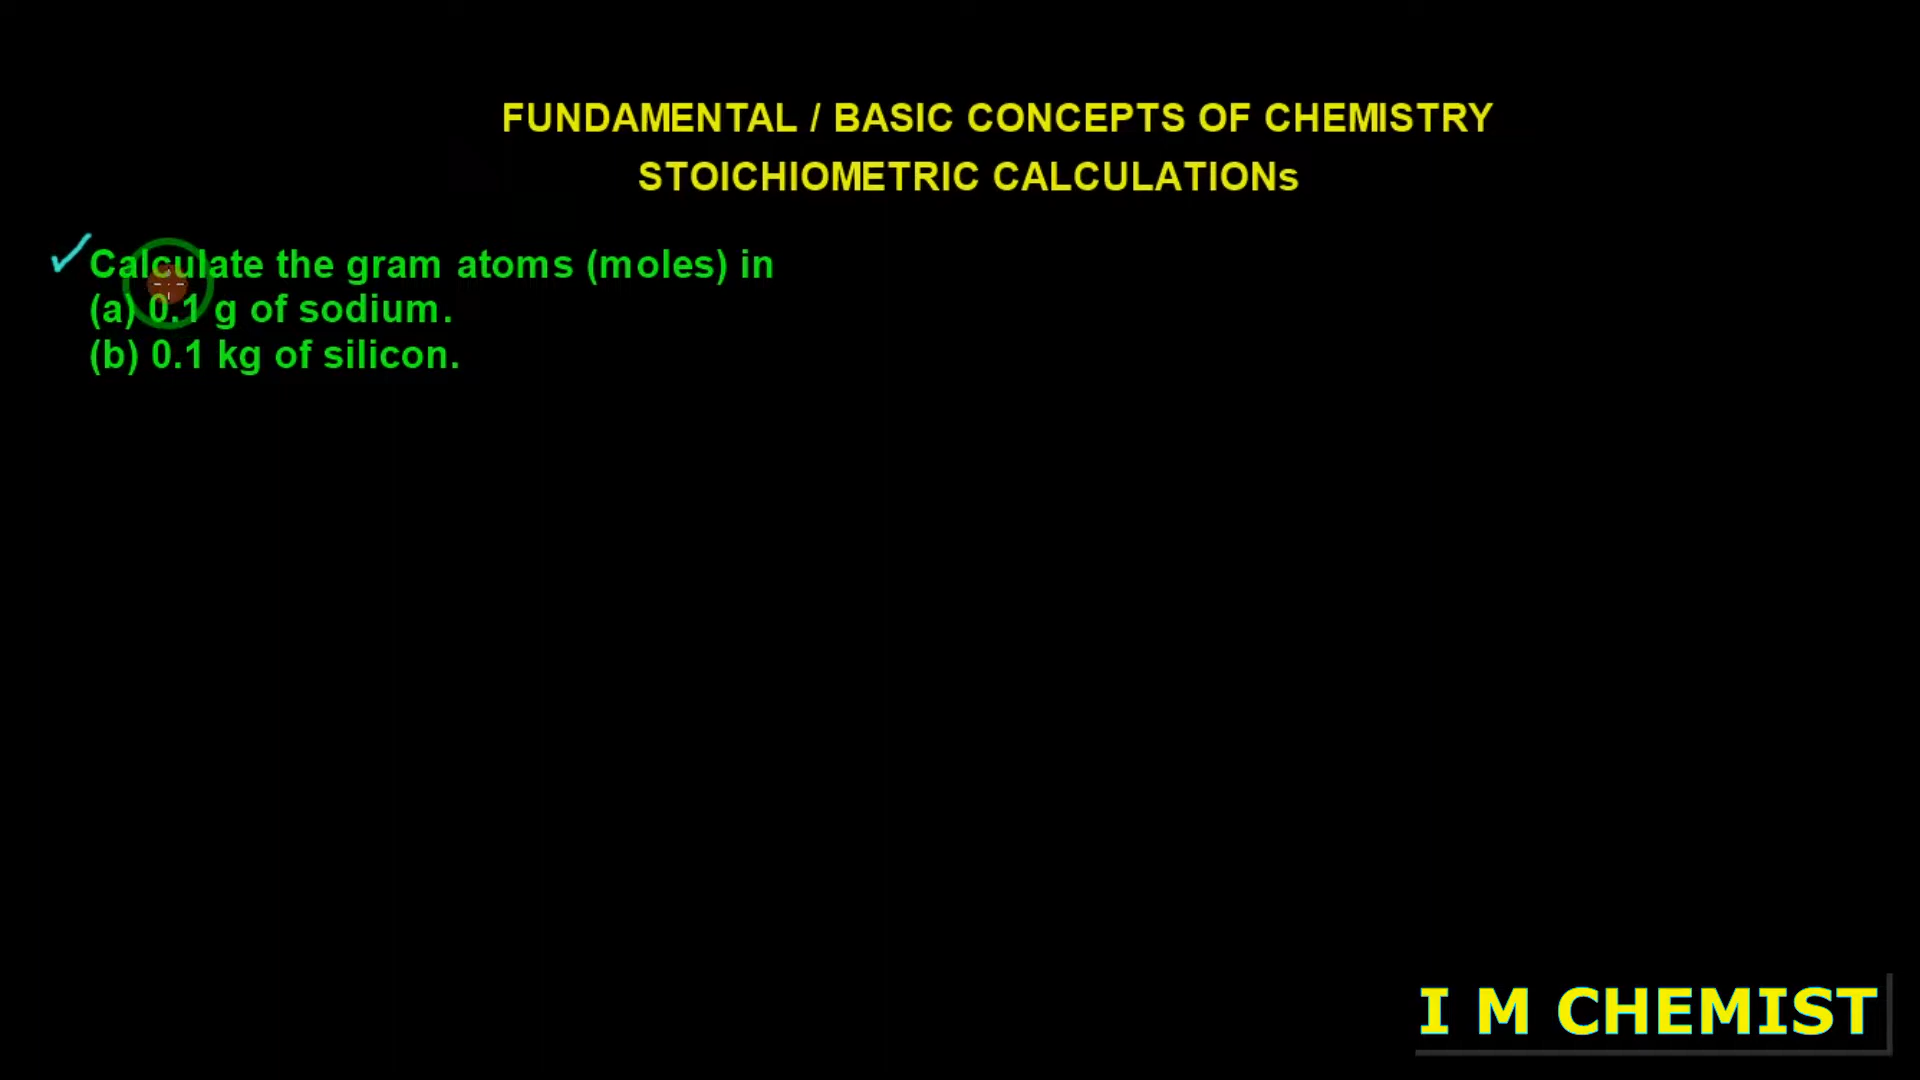 FUNDAMENTAL / BASIC CONCEPTS OF CHEMISTRY
STOICHIOMETRIC CALCULATIONs
Calculate the gram atoms (moles) in
(a) 0.1 g of sodium.
(b) 0.1 kg of silicon.
I M CHEMIST